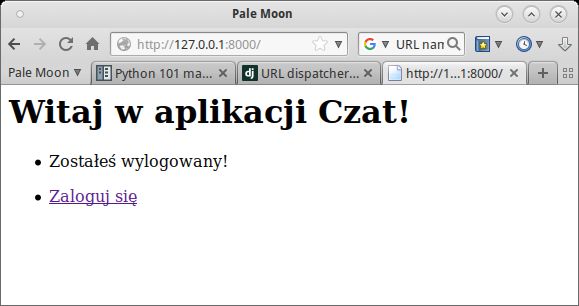 Pale Moon
http://127.0.0.1:8000/
URL nam
Pale Moon
Python 101 ma...
URL dispatcher...
http://1...1:8000/
Witaj w aplikacji Czat!
Zostałeś wylogowany!
Zaloguj się